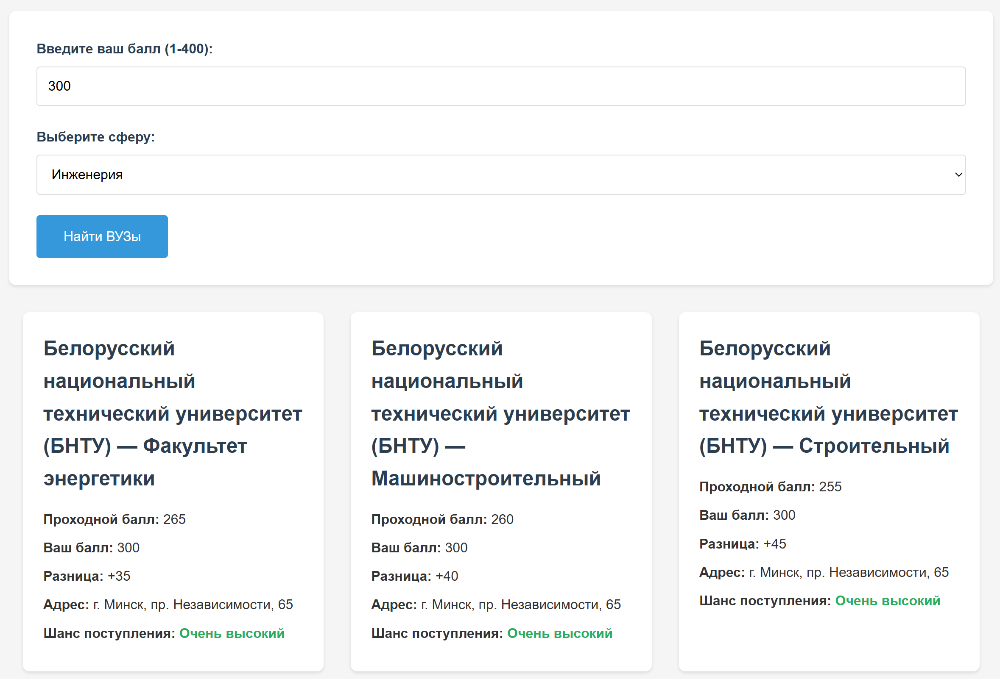 Введите ваш балл (1-400):
300
Выберите сферу:
Инженерия
Найти ВУЗы
Белорусский
национальный
технический университет
(БНТУ) — Факультет
энергетики
Проходной балл: 265
Ваш балл: 300
Разница: +35
Адрес: г. Минск, пр. Независимости, 65
Шанс поступления: Очень высокий
Белорусский
национальный
технический университет
(БНТУ) —
Машиностроительный
Проходной балл: 260
Ваш балл: 300
Разница: +40
Адрес: г. Минск, пр. Независимости, 65
Шанс поступления: Очень высокий
Белорусский
национальный
технический университет
(БНТУ) — Строительный
Проходной балл: 255
Ваш балл: 300
Разница: +45
Адрес: г. Минск, пр. Независимости, 65
Шанс поступления: Очень высокий